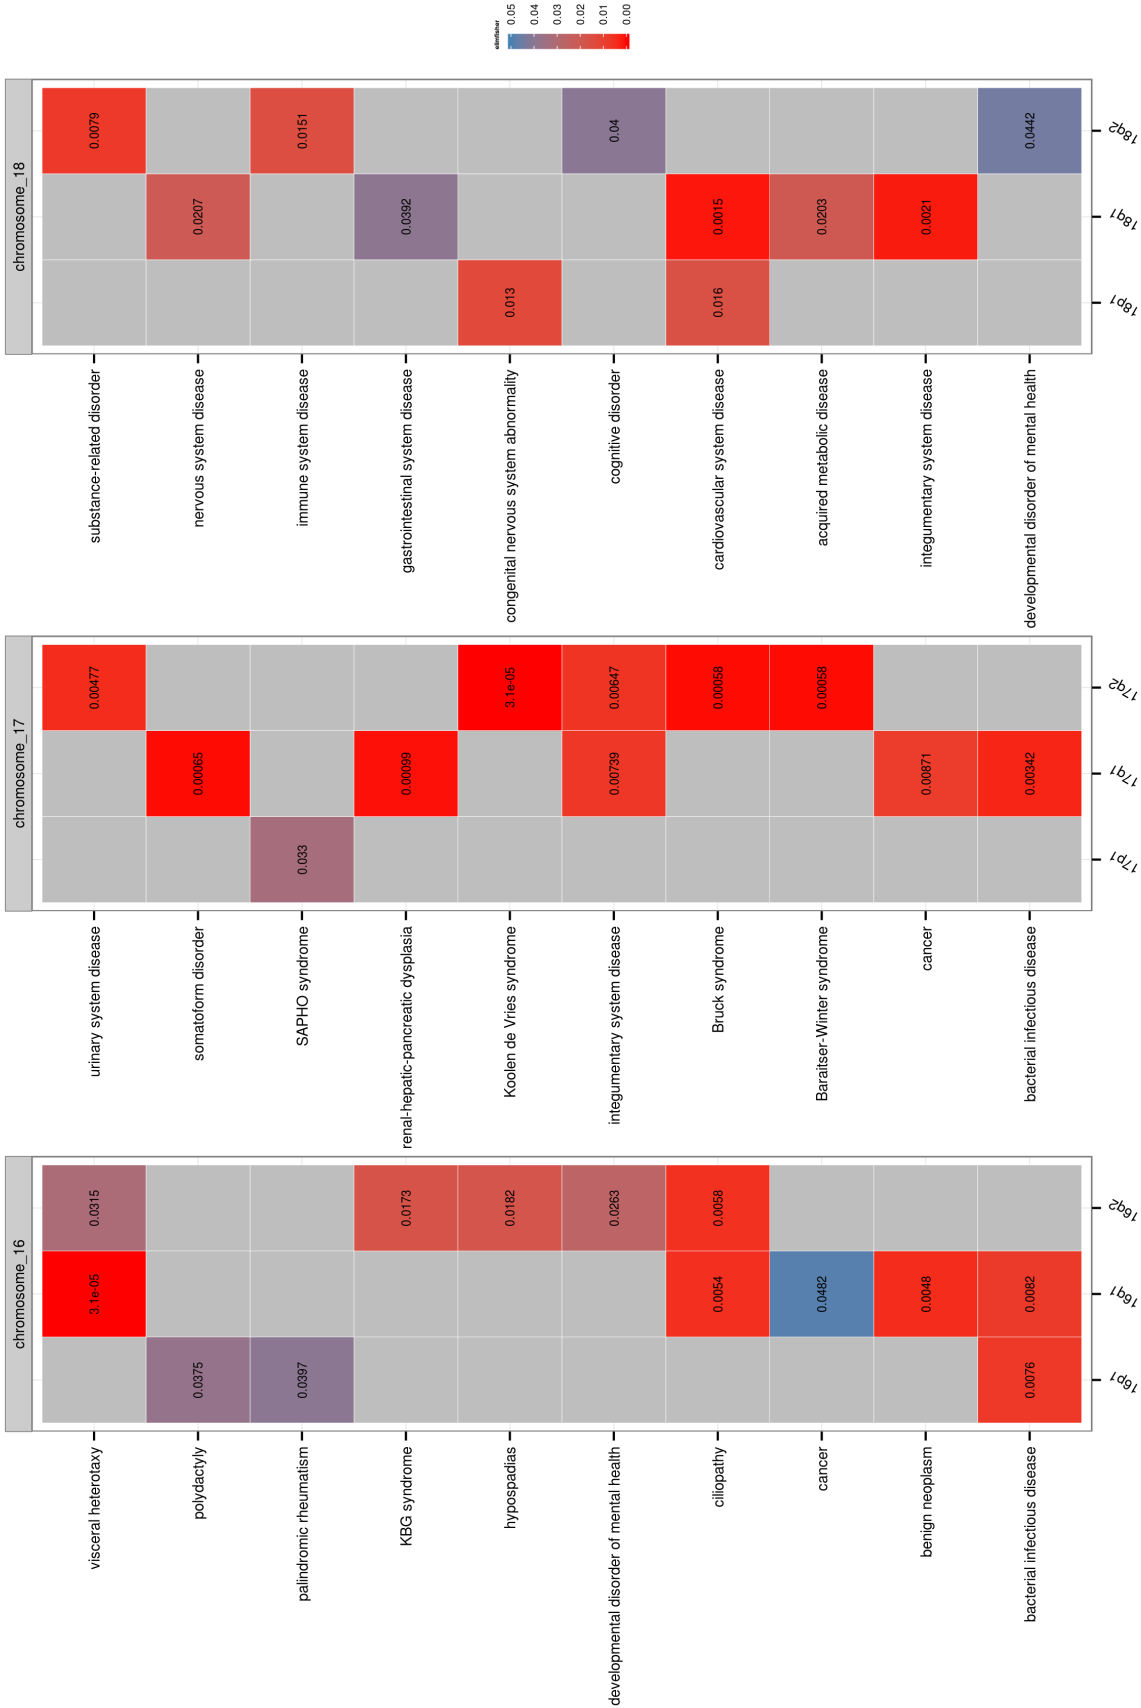 chromosome_16
visceral heterotaxy
3.1e-05
0.0315
polydactyly
0.0375
palindromic rheumatism
0.0397
KBG syndrome
0.0173
hypospadias
0.0182
developmental disorder of mental health
0.0263
ciliopathy
0.0054
0.0058
cancer
0.0482
benign neoplasm
0.0048
bacterial infectious disease
0.0076
0.0082
16p1
16q1
16q2
chromosome_17
urinary system disease
0.00477
somatoform disorder
0.00065
SAPHO syndrome
0.033
renal-hepatic-pancreatic dysplasia
0.00099
Koolen de Vries syndrome
3.1e-05
integumentary system disease
0.00739
0.00647
Bruck syndrome
0.00058
Baraitser-Winter syndrome
0.00058
cancer
0.00871
bacterial infectious disease
0.00342
17p1
17q1
17q2
chromosome_18
substance-related disorder
0.0079
nervous system disease
0.0207
immune system disease
0.0151
gastrointestinal system disease
0.0392
congenital nervous system abnormality
0.013
cognitive disorder
0.04
cardiovascular system disease
0.016
0.0015
acquired metabolic disease
0.0203
integumentary system disease
0.0021
developmental disorder of mental health
0.0442
18p1
18q1
18q2
elimfisher
0.05
0.04
0.03
0.02
0.01
0.00